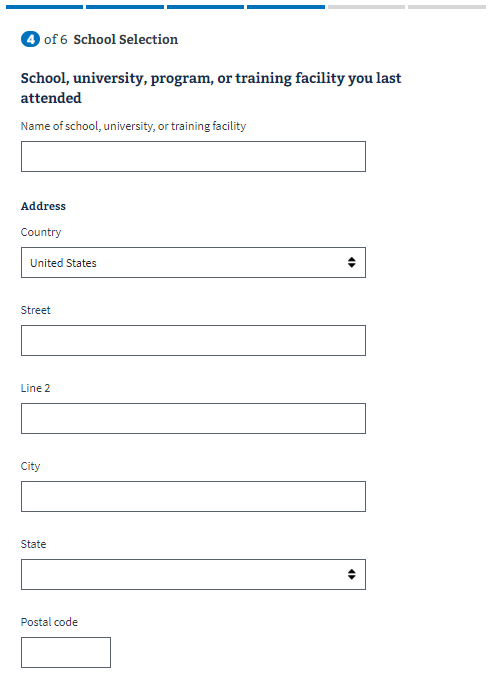 4 of 6 School Selection
School, university, program, or training facility you last
attended
Name of school, university, or training facility
Address
Country
United States
Street
Line 2
City
State
Postal code